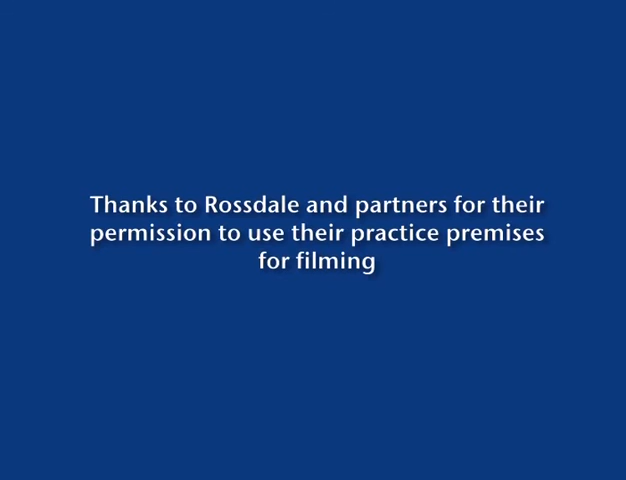 Thanks to Rossdale and partners for their
permission to use their practice premises
for filming